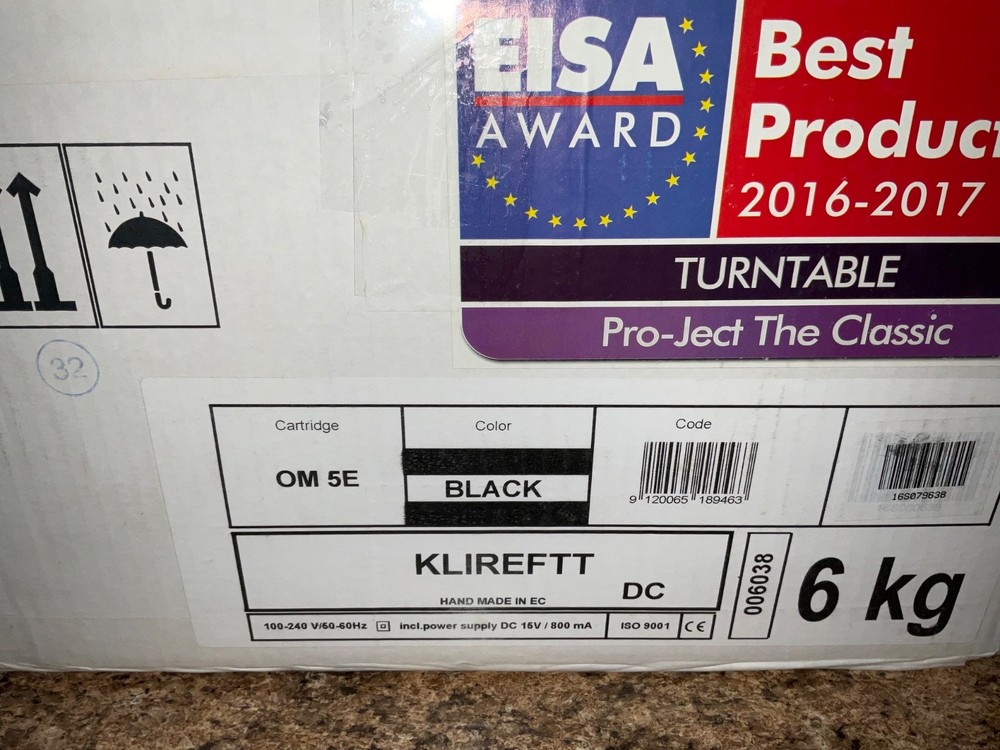 EISA
AWARD
Best
Produc
2016-2017
TURNTABLE
Pro-Ject The Classic
32
Cartridge
OM 5E
Color
BLACK
Code
9 120065 189463
16S079638
KLIREFTT
DC
HAND MADE IN EC
006038
6 kg
100-240 V/50-60Hz
incl.power supply DC 15V / 800 mA
ISO 9001
CE